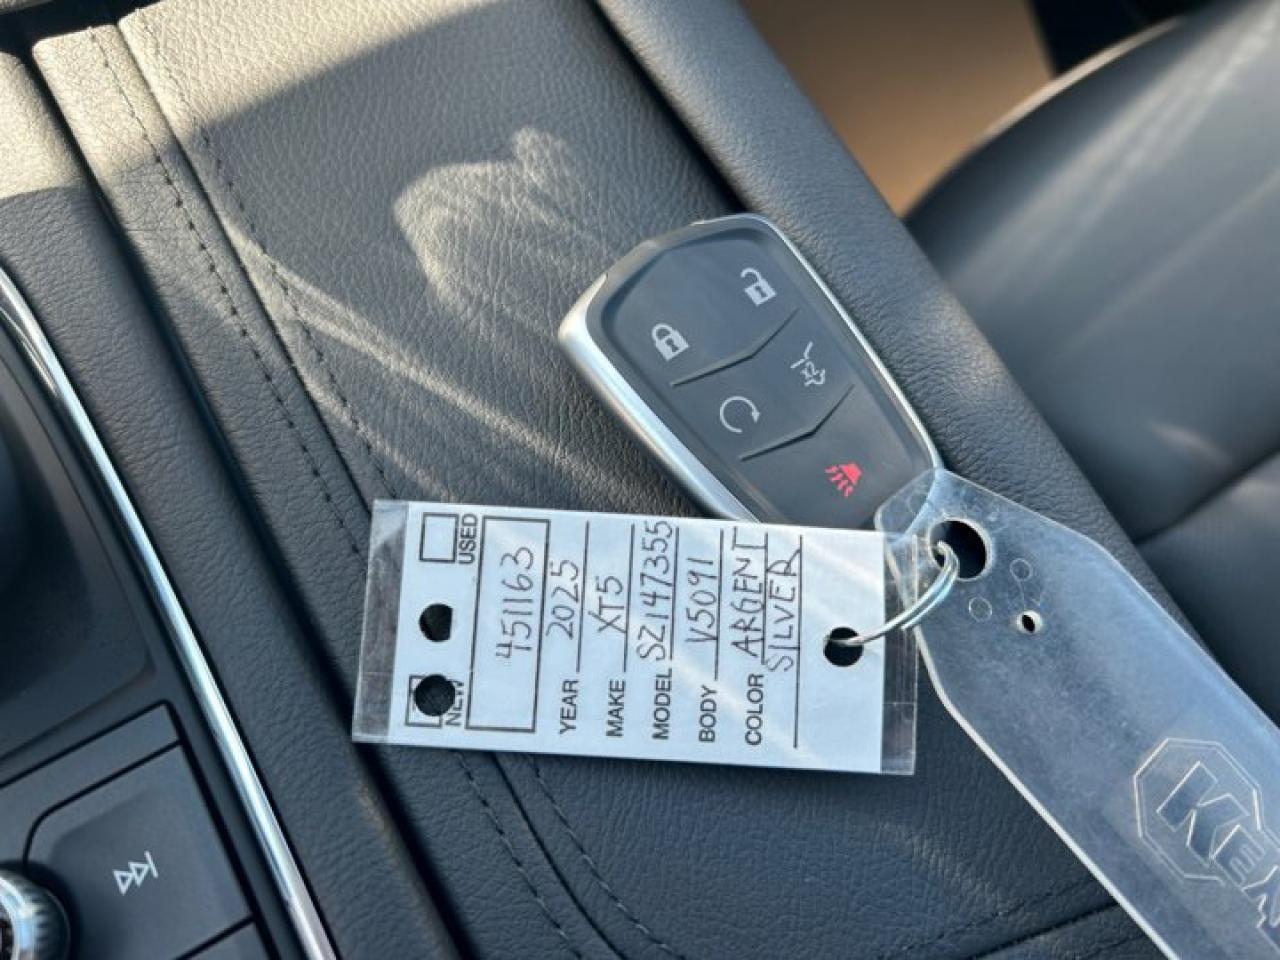 USED
NEW
451163
YEAR 2025
MAKE XT5
MODEL SZ147355
BODY V5091
COLOR ARGENT
SILVER